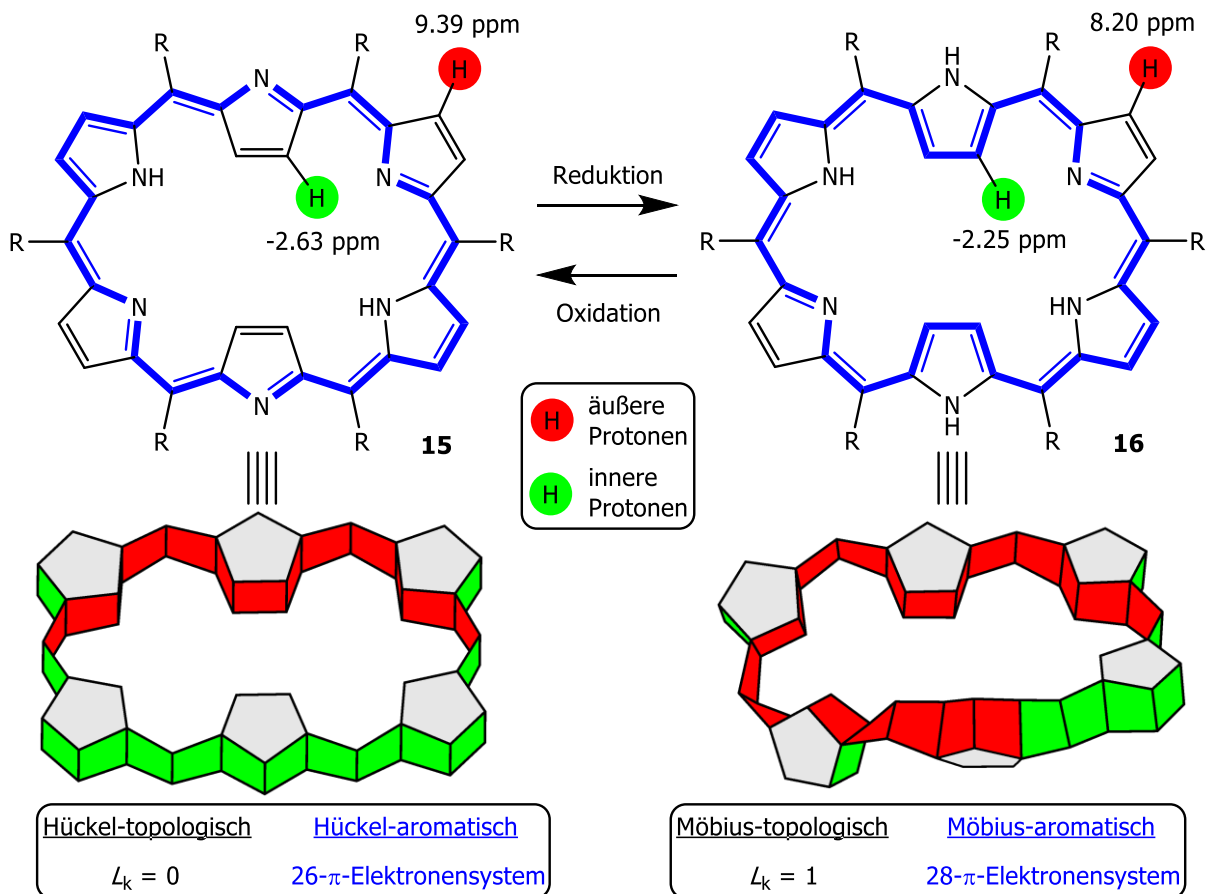 9.39 ppm
8.20 ppm
R
R
H
R
H
R
H
N
N
NH
N
NH
N
H
H
Reduktion
-2.63 ppm
-2.25 ppm
R
R
R
R
Oxidation
N
HN
N
HN
N
N
H
R
R
R
R
15
16
H äußere Protonen
H innere Protonen
Hückel-topologisch
Hückel-aromatisch
Lk = 0
26-π-Elektronensystem
Möbius-topologisch
Möbius-aromatisch
Lk = 1
28-π-Elektronensystem